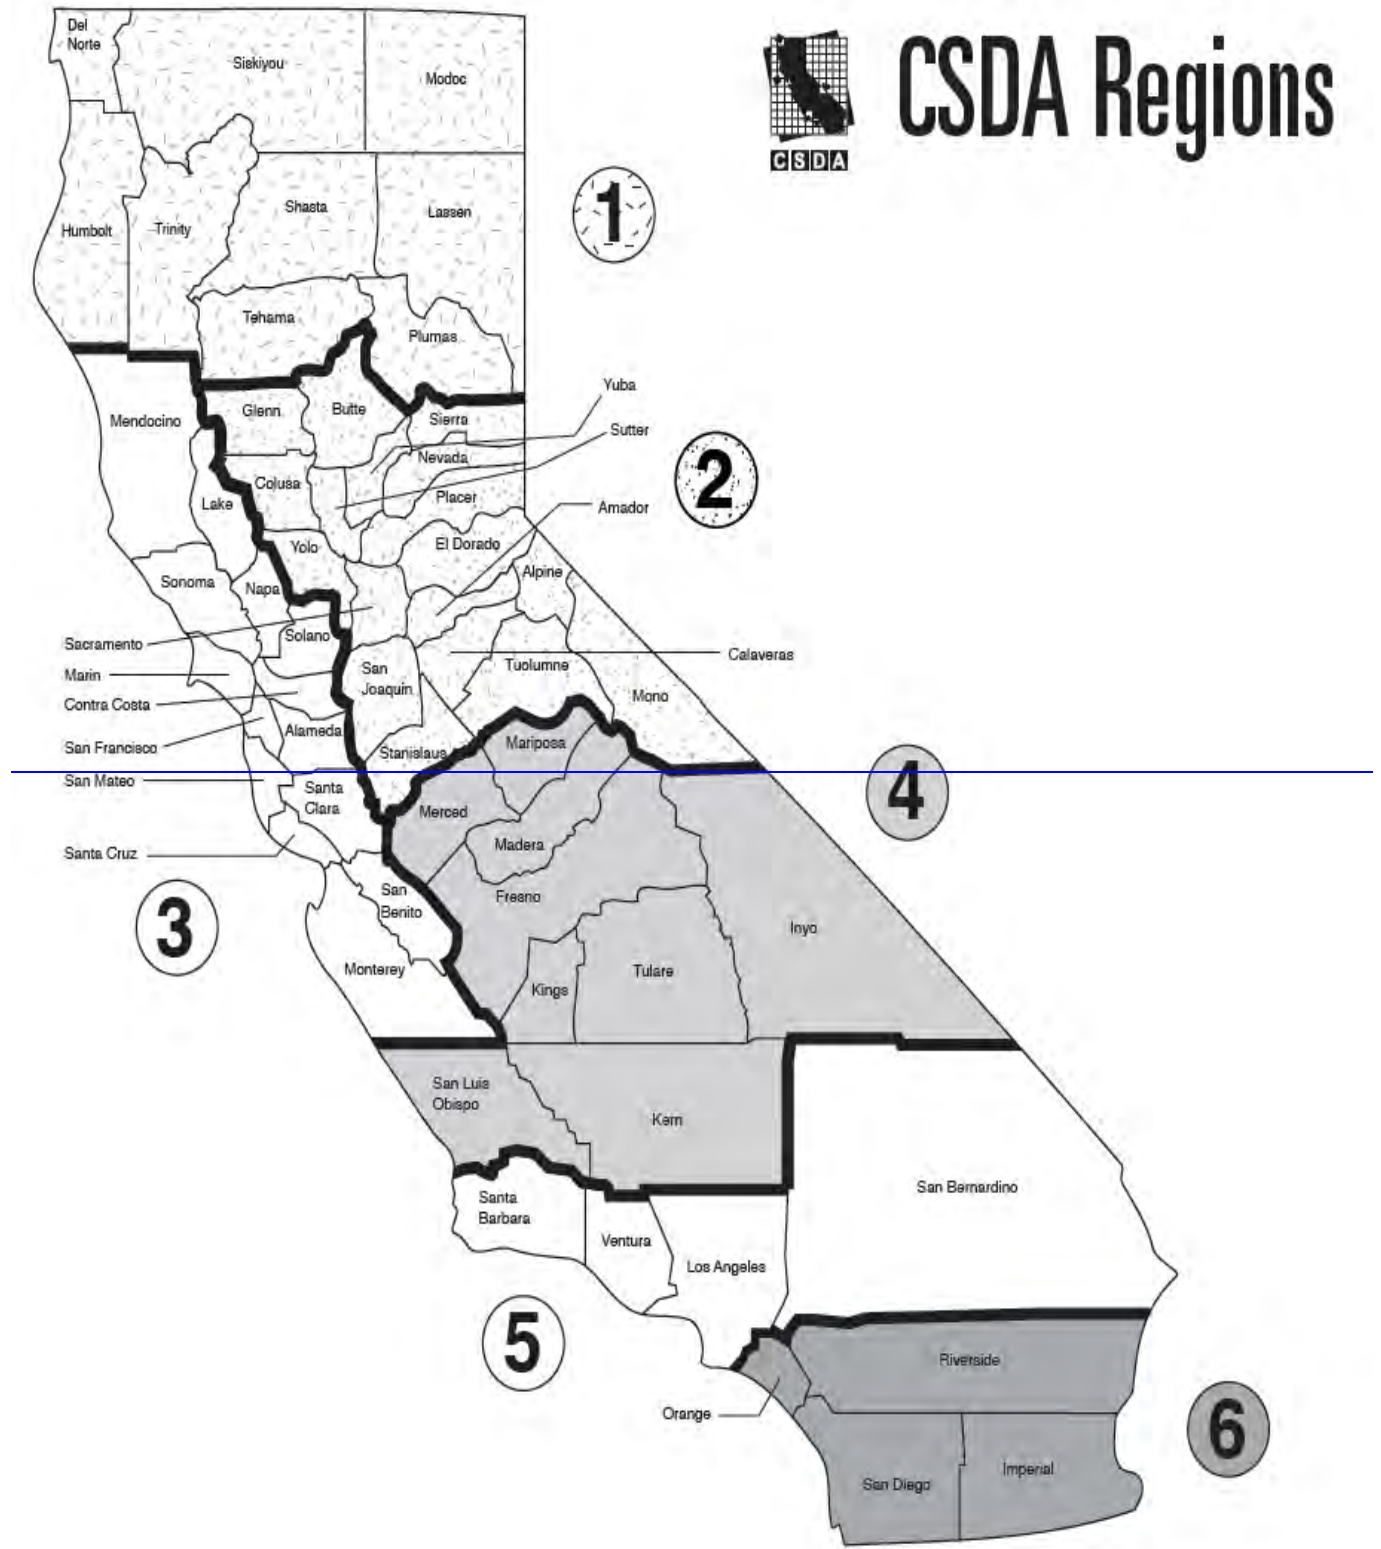 Del
Norte
Siskiyou
Modoc
CSDA Regions
CSDA
1
Shasta
Lassen
Humbolt
Trinity
Tehama
Plumas
Yuba
Glenn
Butte
Sierra
Mendocino
Sutter
Nevada
2
Colusa
Placer
Lake
Amador
Yolo
El Dorado
Alpine
Sonoma
Napa
Solano
Sacramento
Calaveras
Marin
San
Joaquin
Tuolumne
Mono
Contra Costa
Alameda
San Francisco
Stanislaus
Mariposa
4
San Mateo
Santa
Clara
Merced
Madera
Santa Cruz
3
San
Benito
Fresno
Inyo
Monterey
Kings
Tulare
San Luis
Obispo
Kern
San Bernardino
Santa
Barbara
Ventura
Los Angeles
5
Riverside
Orange
6
San Diego
Imperial